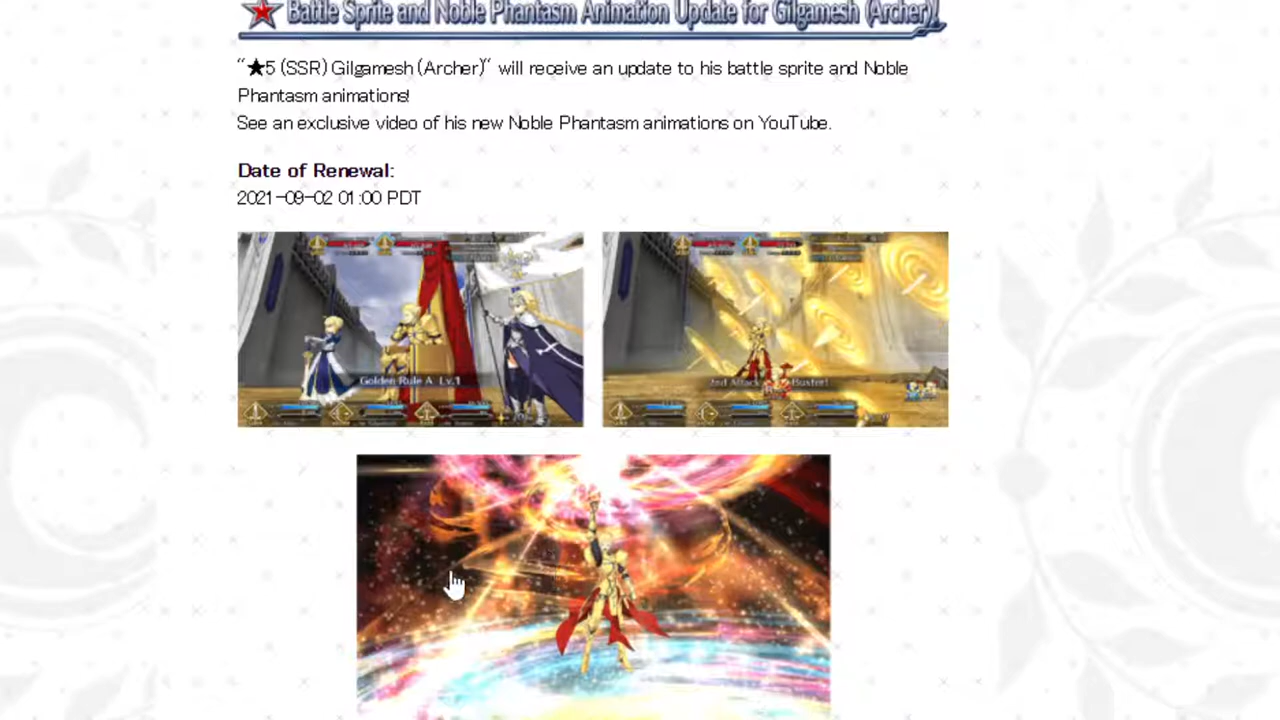 Battle Sprite and Noble Phantasm Animation Update for Gilgamesh (Archer)!
“★5 (SSR) Gilgamesh (Archer)” will receive an update to his battle sprite and Noble
Phantasm animations!
See an exclusive video of his new Noble Phantasm animations on YouTube.
Date of Renewal:
2021-09-02 01:00 PDT
Golden Rule A Lv.1
2nd Attack Buster!